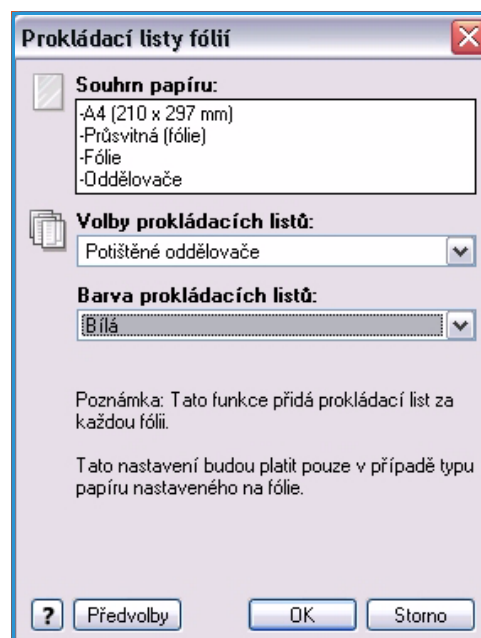 Prokládací listy fólií
Souhrn papíru:
-A4 (210 x 297 mm)
-Průsvitná (fólie)
-Fólie
-Oddělovače
Volby prokládacích listů:
Potištěné oddělovače
Barva prokládacích listů:
Bílá
Poznámka: Tato funkce přidá prokládací list za
každou fólii.
Tato nastavení budou platit pouze v případě typu
papíru nastaveného na fólie.
? Předvolby OK Storno